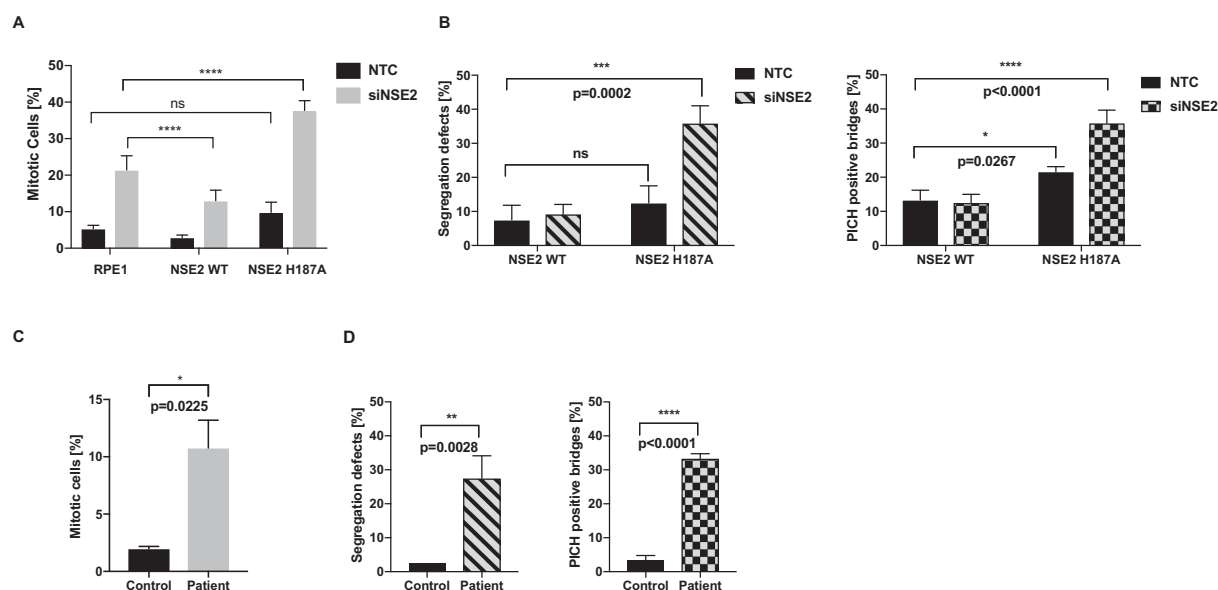 A
Mitotic Cells [%]
50
40
30
20
10
0
****
ns
****
NTC
siNSE2
RPE1 NSE2 WT NSE2 H187A
B
Segregation defects [%]
50
40
30
20
10
0
***
p=0.0002
ns
NTC
siNSE2
NSE2 WT NSE2 H187A
PICH positive bridges [%]
50
40
30
20
10
0
****
p<0.0001
*
p=0.0267
NTC
siNSE2
NSE2 WT NSE2 H187A
C
Mitotic cells [%]
15
10
5
0
*
p=0.0225
Control Patient
D
Segregation defects [%]
50
40
30
20
10
0
**
p=0.0028
Control Patient
PICH positive bridges [%]
50
40
30
20
10
0
****
p<0.0001
Control Patient